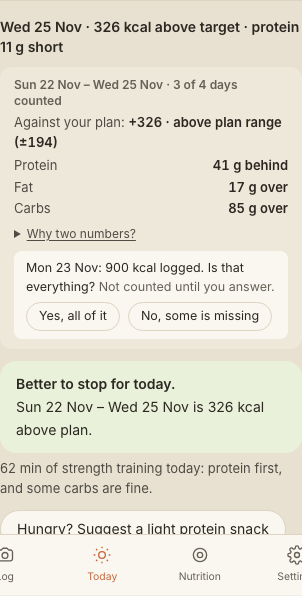 Wed 25 Nov · 326 kcal above target · protein
11 g short
Sun 22 Nov – Wed 25 Nov · 3 of 4 days
counted
Against your plan: +326 · above plan range
(±194)
Protein 41 g behind
Fat 17 g over
Carbs 85 g over
Why two numbers?
Mon 23 Nov: 900 kcal logged. Is that
everything? Not counted until you answer.
Yes, all of it No, some is missing
Better to stop for today.
Sun 22 Nov – Wed 25 Nov is 326 kcal
above plan.
62 min of strength training today: protein first,
and some carbs are fine.
Hungry? Suggest a light protein snack
Today Nutrition